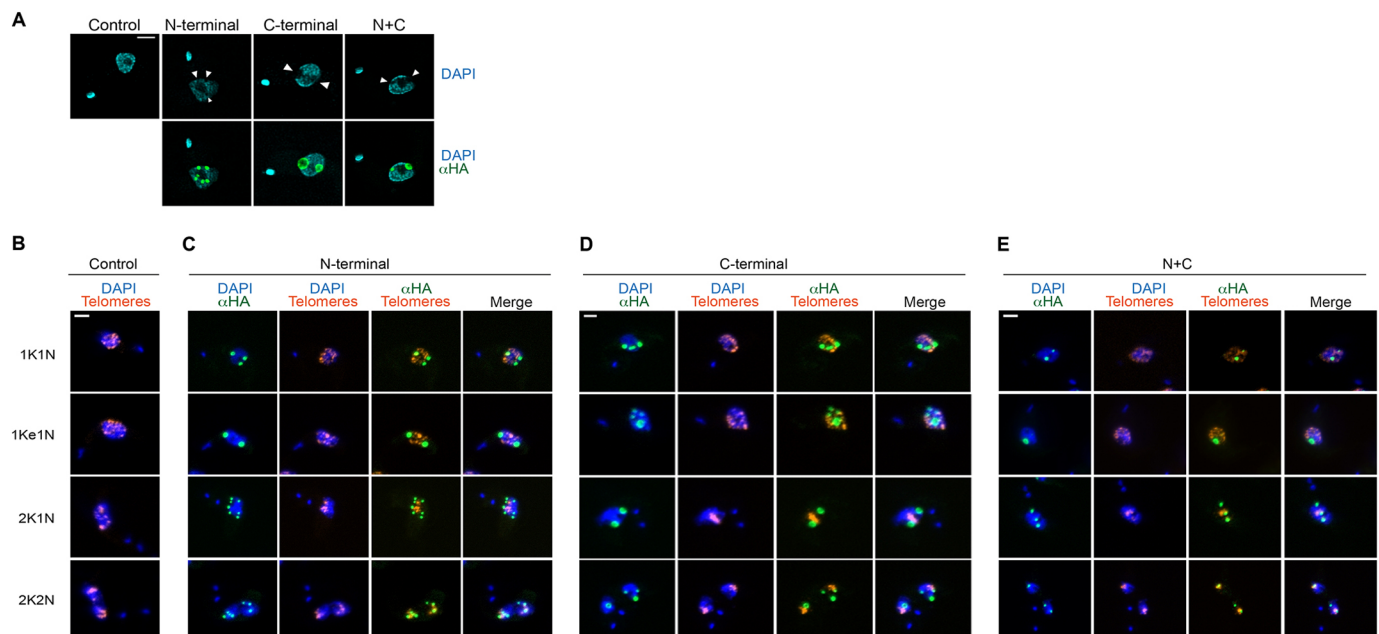 A
Control N-terminal C-terminal N+C
DAPI
DAPI
αHA
B C D E
Control N-terminal C-terminal N+C
DAPI DAPI DAPI αHA DAPI DAPI αHA DAPI DAPI αHA
Telomeres αHA Telomeres Telomeres Merge αHA Telomeres Telomeres Merge αHA Telomeres Telomeres Merge
1K1N
1Ke1N
2K1N
2K2N